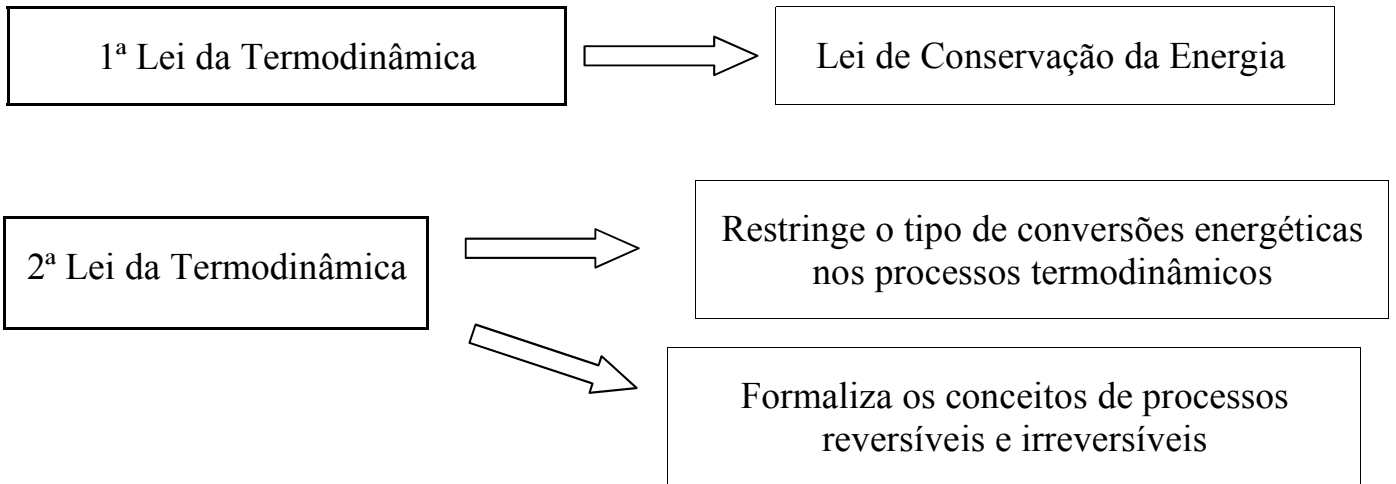 1ª Lei da Termodinâmica
Lei de Conservação da Energia
2ª Lei da Termodinâmica
Restringe o tipo de conversões energéticas
nos processos termodinâmicos
Formaliza os conceitos de processos
reversíveis e irreversíveis